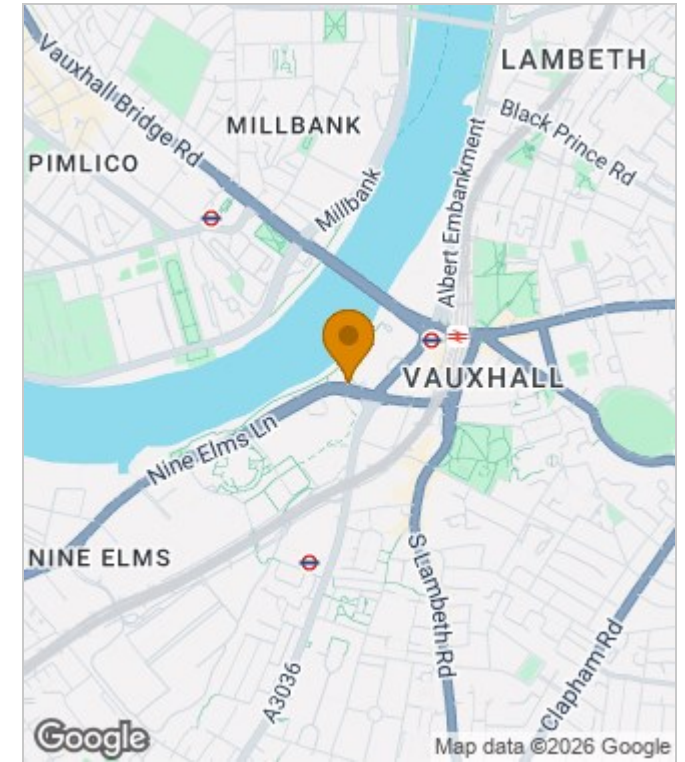 LAMBETH
Vauxhall Bridge Rd
Black Prince Rd
MILLBANK
PIMLICO
Millbank
Albert Embankment
VAUXHALL
Nine Elms Ln
NINE ELMS
S Lambeth Rd
Clapham Rd
A3036
Google
Map data ©2026 Google